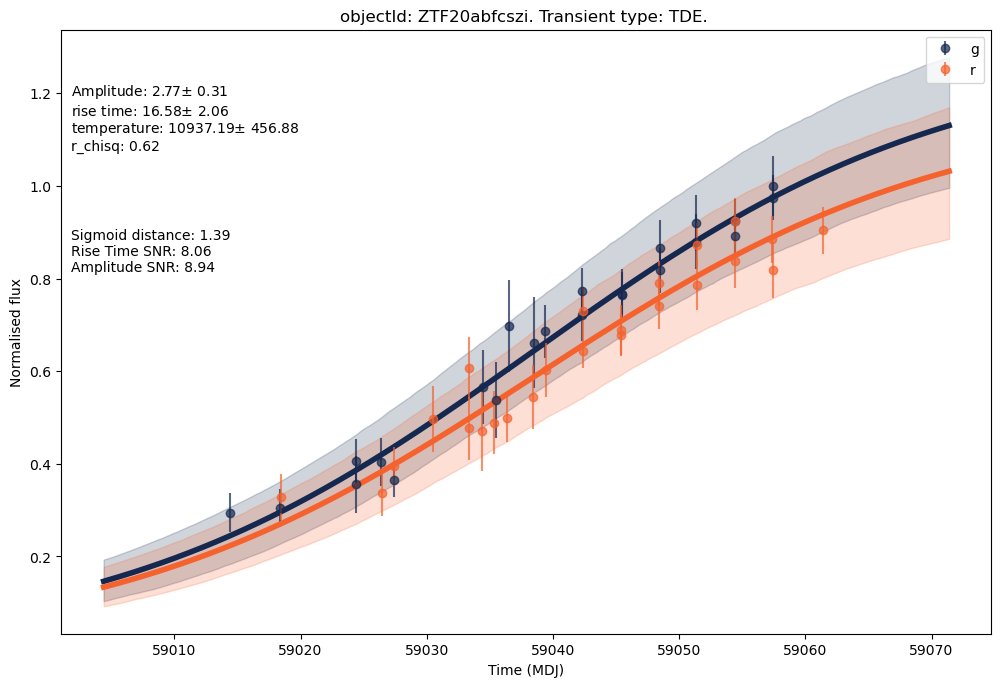 objectId: ZTF20abfcszi. Transient type: TDE.
g
r
Amplitude: 2.77± 0.31
rise time: 16.58± 2.06
temperature: 10937.19± 456.88
r_chisq: 0.62
Sigmoid distance: 1.39
Rise Time SNR: 8.06
Amplitude SNR: 8.94
Normalised flux
1.2
1.0
0.8
0.6
0.4
0.2
59010 59020 59030 59040 59050 59060 59070
Time (MDJ)